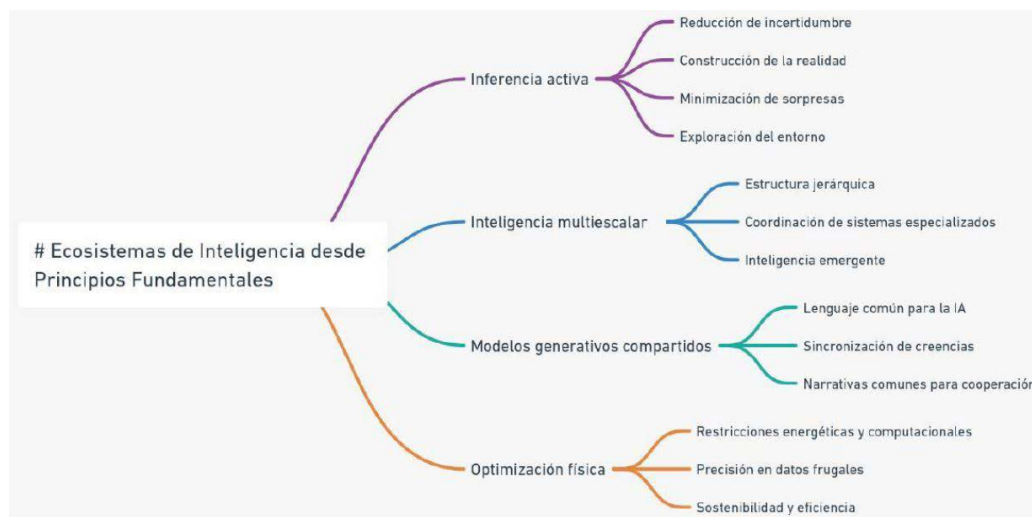 # Ecosistemas de Inteligencia desde
Principios Fundamentales
Inferencia activa
Reducción de incertidumbre
Construcción de la realidad
Minimización de sorpresas
Exploración del entorno
Inteligencia multiescalar
Estructura jerárquica
Coordinación de sistemas especializados
Inteligencia emergente
Modelos generativos compartidos
Lenguaje común para la IA
Sincronización de creencias
Narrativas comunes para cooperación
Optimización física
Restricciones energéticas y computacionales
Precisión en datos frugales
Sostenibilidad y eficiencia